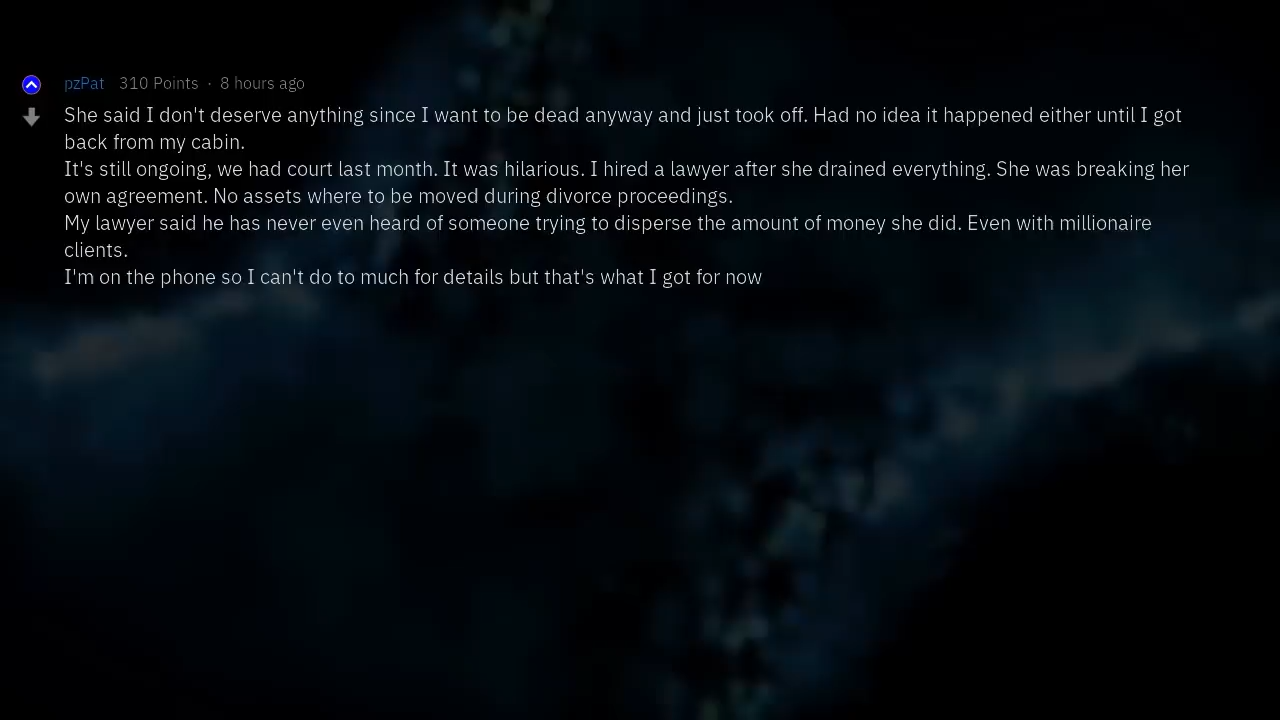 pzPat 310 Points · 8 hours ago
She said I don't deserve anything since I want to be dead anyway and just took off. Had no idea it happened either until I got
back from my cabin.
It's still ongoing, we had court last month. It was hilarious. I hired a lawyer after she drained everything. She was breaking her
own agreement. No assets where to be moved during divorce proceedings.
My lawyer said he has never even heard of someone trying to disperse the amount of money she did. Even with millionaire
clients.
I'm on the phone so I can't do to much for details but that's what I got for now